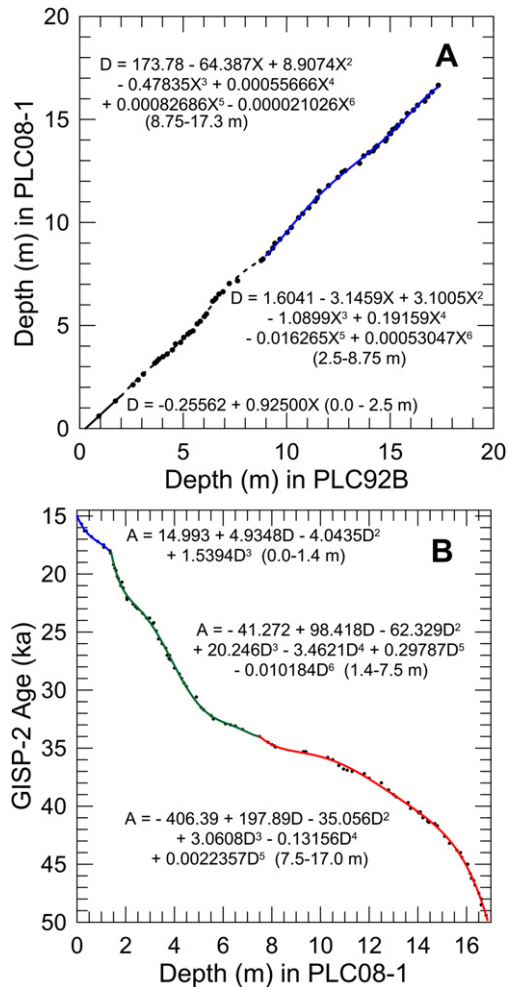 20
15
10
5
0
Depth (m) in PLC08-1
A
D = 173.78 - 64.387X + 8.9074X²
- 0.47835X³ + 0.00055666X⁴
+ 0.00082686X⁵ - 0.000021026X⁶
(8.75-17.3 m)
D = 1.6041 - 3.1459X + 3.1005X²
- 1.0899X³ + 0.19159X⁴
- 0.016265X⁵ + 0.00053047X⁶
(2.5-8.75 m)
D = -0.25562 + 0.92500X (0.0 - 2.5 m)
0 5 10 15 20
Depth (m) in PLC92B
15
20
25
30
35
40
45
50
GISP-2 Age (ka)
B
A = 14.993 + 4.9348D - 4.0435D²
+ 1.5394D³ (0.0-1.4 m)
A = - 41.272 + 98.418D - 62.329D²
+ 20.246D³ - 3.4621D⁴ + 0.29787D⁵
- 0.010184D⁶ (1.4-7.5 m)
A = - 406.39 + 197.89D - 35.056D²
+ 3.0608D³ - 0.13156D⁴
+ 0.0022357D⁵ (7.5-17.0 m)
0 2 4 6 8 10 12 14 16
Depth (m) in PLC08-1